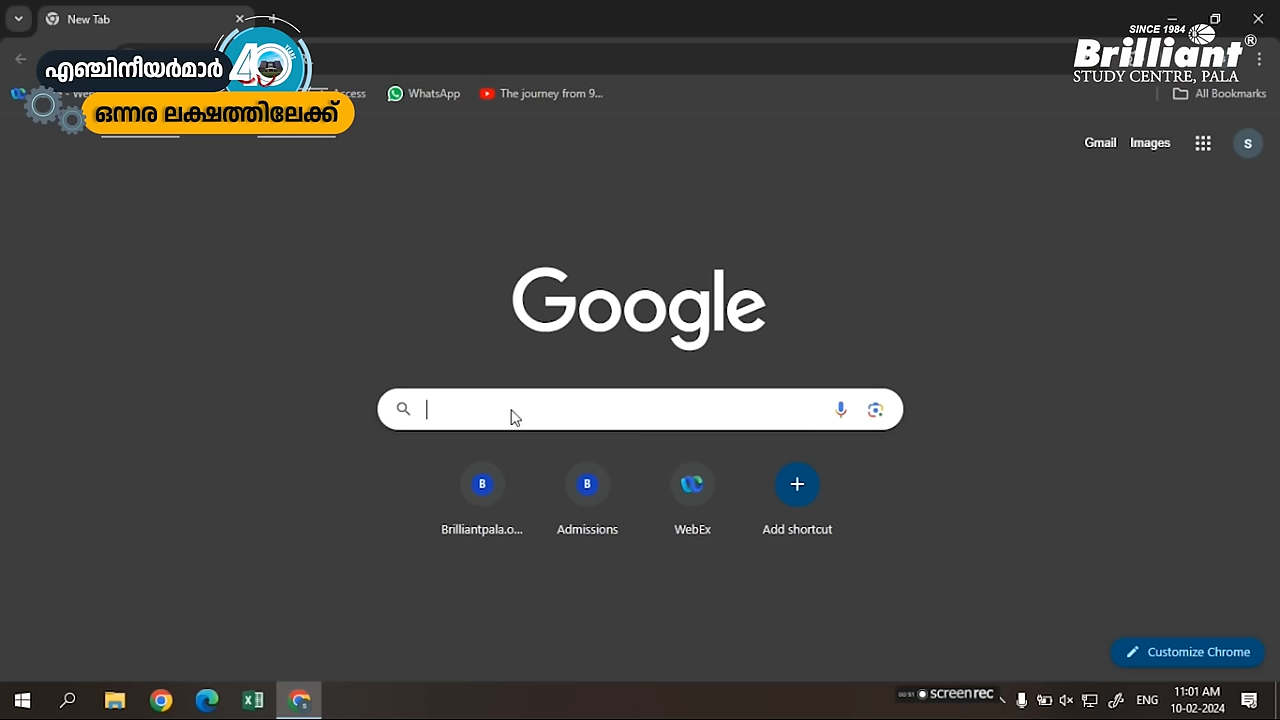 New Tab
SINCE 1984
Brilliant®
STUDY CENTRE, PALA
എഞ്ചിനീയർമാർ
40
YEARS
ഒന്നര ലക്ഷത്തിലേക്ക്
WhatsApp
The journey from 9...
All Bookmarks
Gmail
Images
S
Google
B
B
Brilliantpala.o...
Admissions
WebEx
Add shortcut
Customize Chrome
screenrec
ENG
11:01 AM
10-02-2024